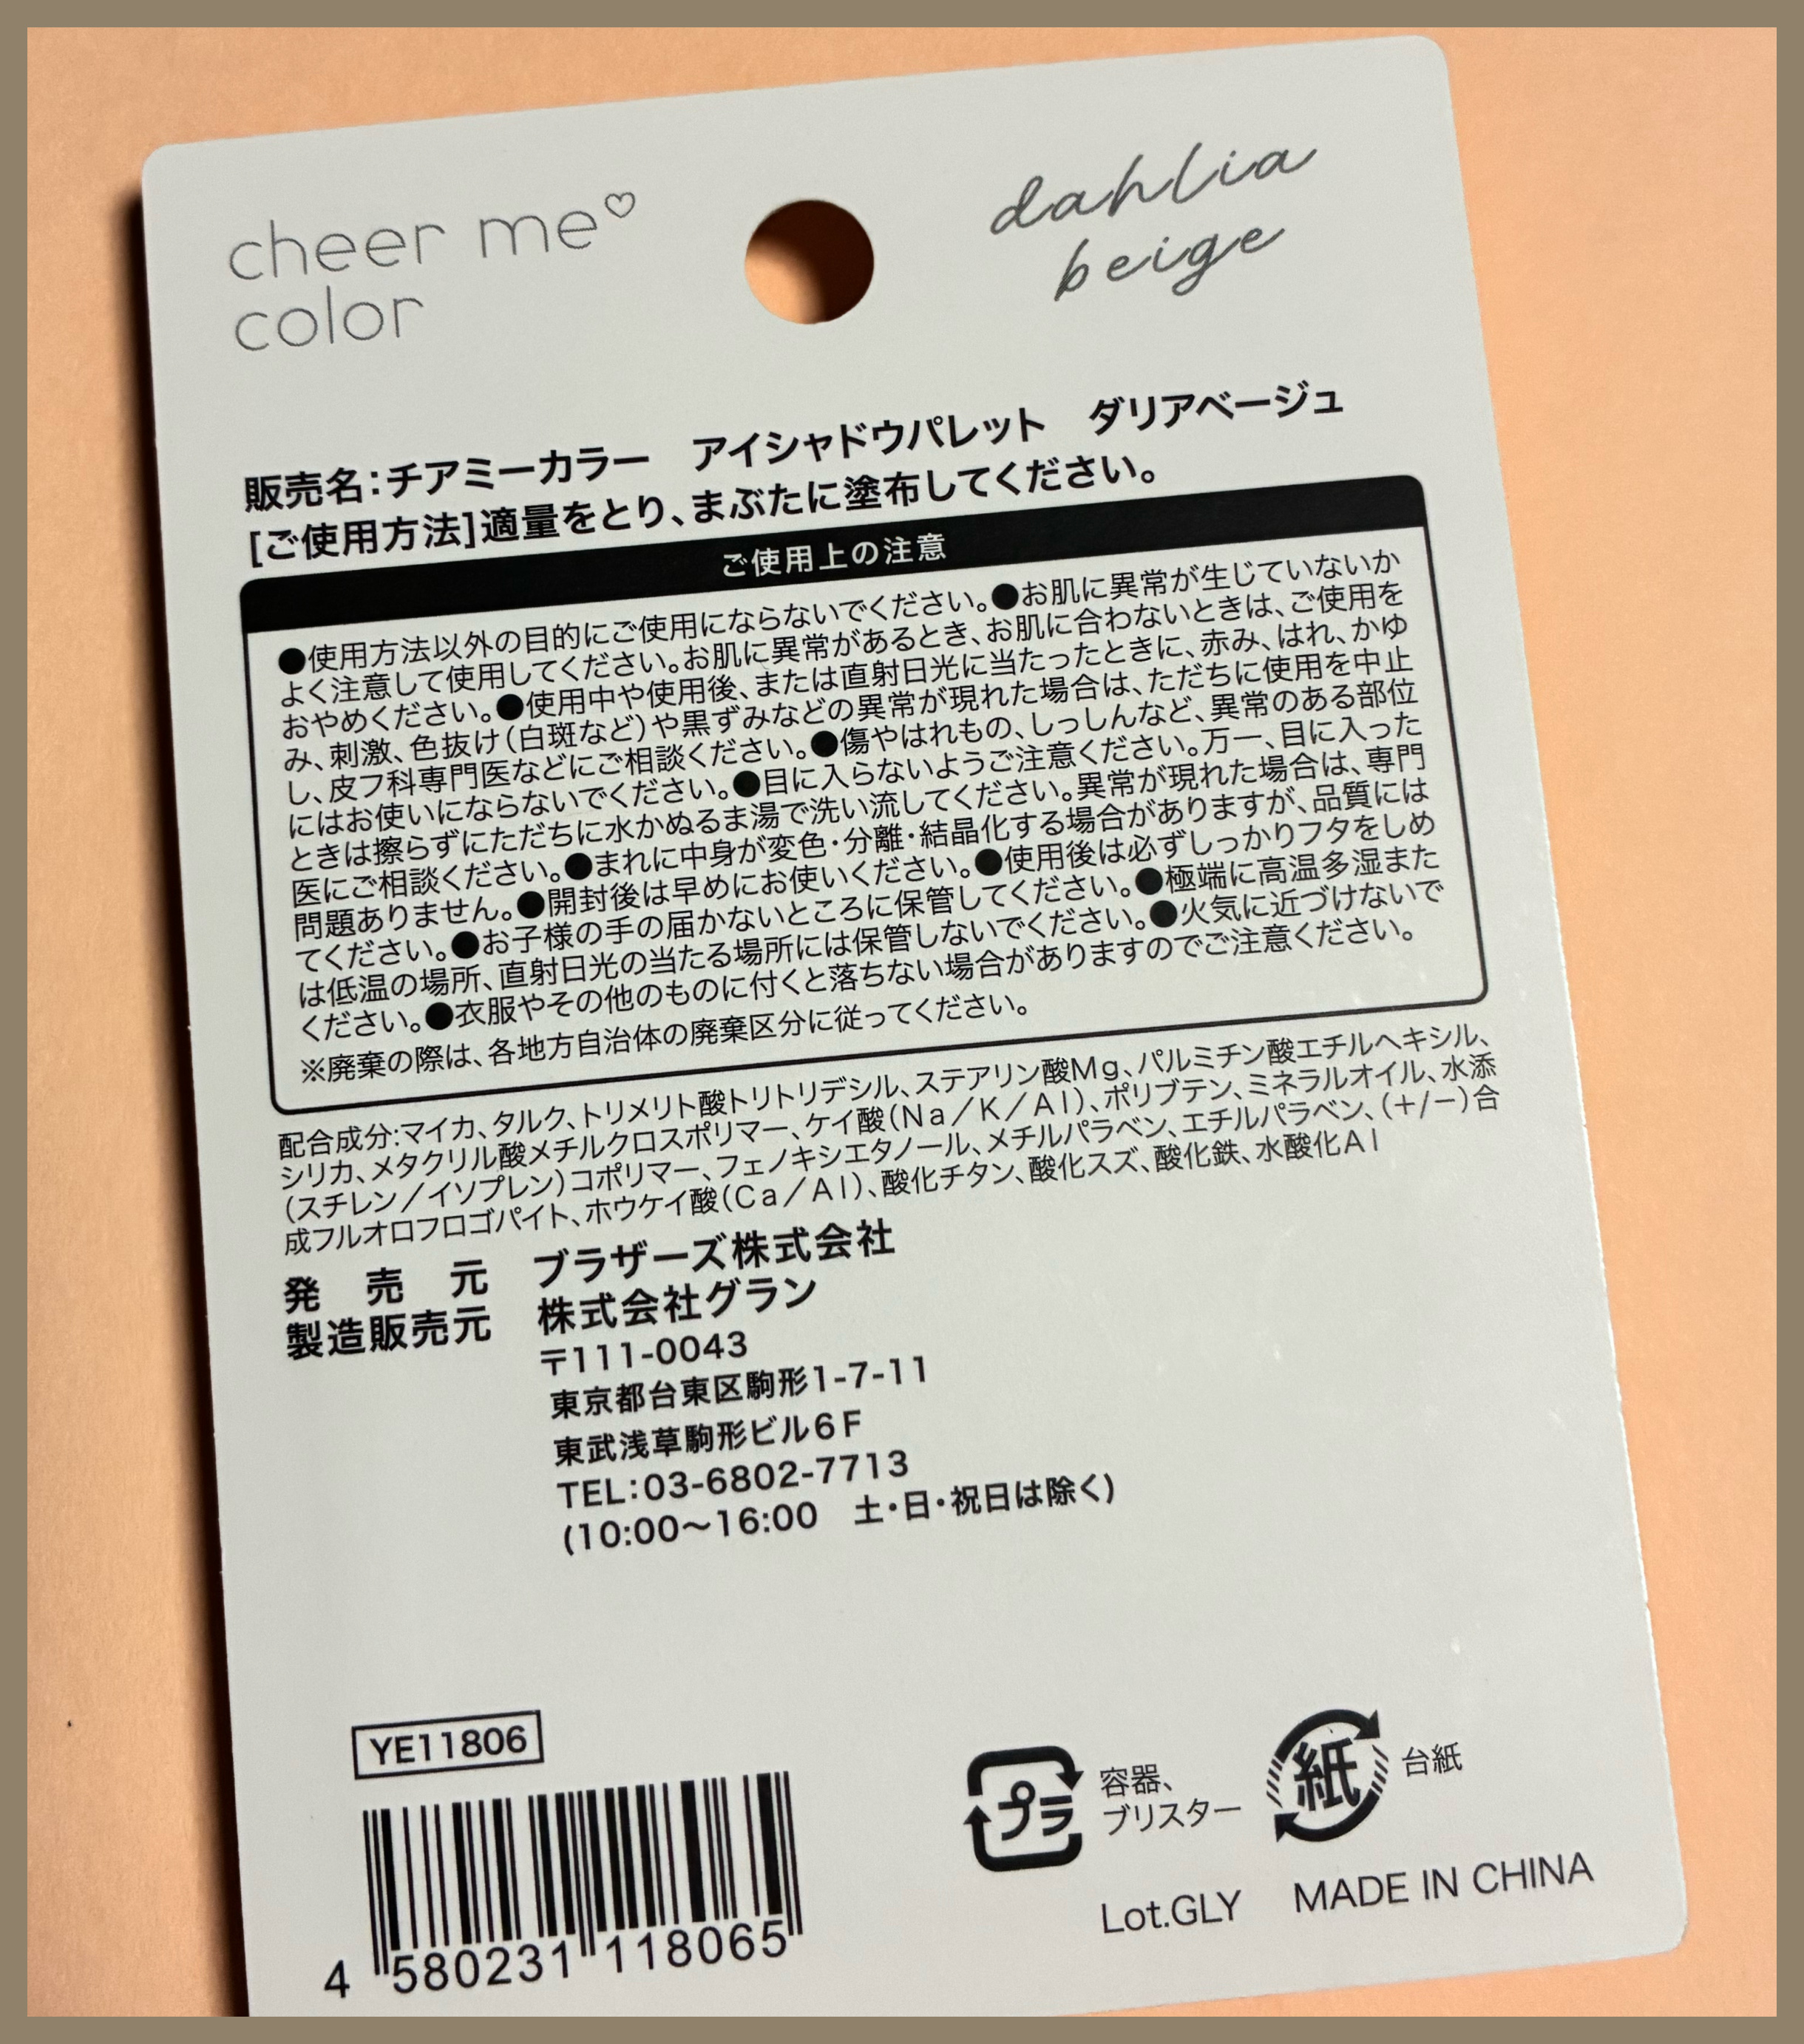 cheer me♡
color
dahlia
beige
販売名:チアミーカラー　アイシャドウパレット　ダリアベージュ
[ご使用方法]適量をとり、まぶたに塗布してください。
ご使用上の注意
●使用方法以外の目的にご使用にならないでください。●お肌に異常が生じていないか
よく注意して使用してください。お肌に異常があるとき、お肌に合わないときは、ご使用を
おやめください。●使用中や使用後、または直射日光に当たったときに、赤み、はれ、かゆ
み、刺激、色抜け(白斑など)や黒ずみなどの異常が現れた場合は、ただちに使用を中止
し、皮フ科専門医などにご相談ください。●傷やはれもの、しっしんなど、異常のある部位
にはお使いにならないでください。●目に入らないようご注意ください。万一、目に入った
ときは擦らずにただちに水かぬるま湯で洗い流してください。異常が現れた場合は、専門
医にご相談ください。●まれに中身が変色・分離・結晶化する場合がありますが、品質には
問題ありません。●開封後は早めにお使いください。●使用後は必ずしっかりフタをしめ
てください。●お子様の手の届かないところに保管してください。●極端に高温多湿また
は低温の場所、直射日光の当たる場所には保管しないでください。●火気に近づけないで
ください。●衣服やその他のものに付くと落ちない場合がありますのでご注意ください。
※廃棄の際は、各地方自治体の廃棄区分に従ってください。
配合成分:マイカ、タルク、トリメリト酸トリトリデシル、ステアリン酸Mg、パルミチン酸エチルヘキシル、
シリカ、メタクリル酸メチルクロスポリマー、ケイ酸(Na／K／Al)、ポリブテン、ミネラルオイル、水添
(スチレン／イソプレン)コポリマー、フェノキシエタノール、メチルパラベン、エチルパラベン、(+/−)合
成フルオロフロゴパイト、ホウケイ酸(Ca／Al)、酸化チタン、酸化スズ、酸化鉄、水酸化Al
発　売　元　ブラザーズ株式会社
製造販売元　株式会社グラン
〒111-0043
東京都台東区駒形1-7-11
東武浅草駒形ビル6F
TEL:03-6802-7713
(10:00〜16:00　土・日・祝日は除く)
YE11806
4 580231 118065
プラ
容器、
ブリスター
紙
台紙
Lot.GLY　MADE IN CHINA